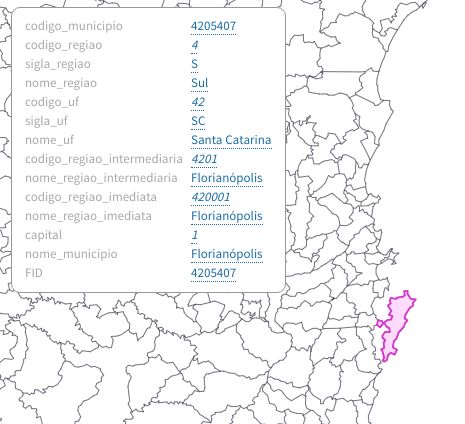 codigo_municipio 4205407
codigo_regiao 4
sigla_regiao S
nome_regiao Sul
codigo_uf 42
sigla_uf SC
nome_uf Santa Catarina
codigo_regiao_intermediaria 4201
nome_regiao_intermediaria Florianópolis
codigo_regiao_imediata 420001
nome_regiao_imediata Florianópolis
capital 1
nome_municipio Florianópolis
FID 4205407